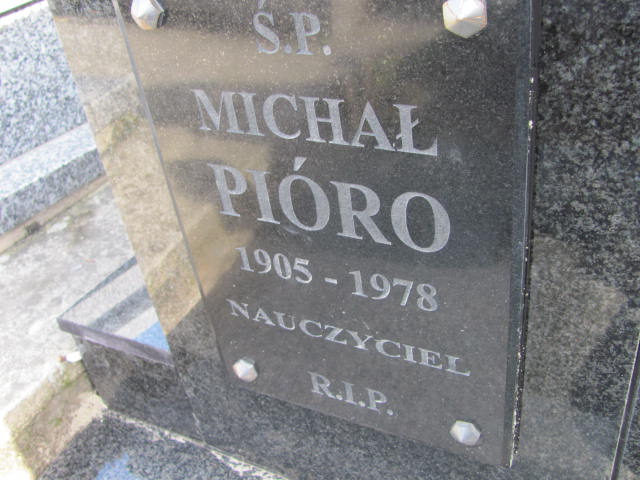 Ś.P.
MICHAŁ
PIÓRO
1905 - 1978
NAUCZYCIEL
R.I.P.